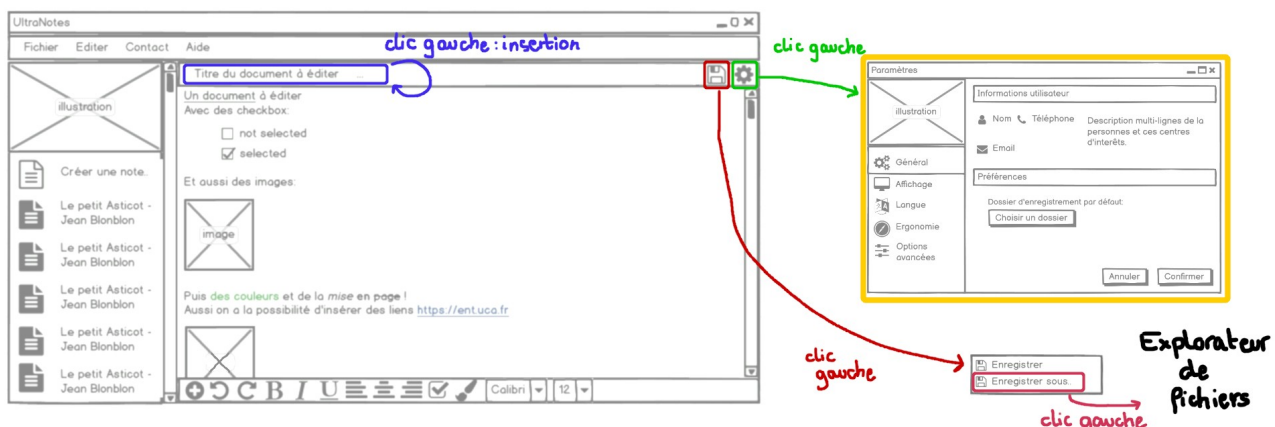 UltraNotes
Fichier Editer Contact Aide
clic gauche : insertion
clic gauche
illustration
Titre du document à éditer ...
Un document à éditer
Avec des checkbox:
not selected
selected
Créer une note..
Et aussi des images:
Le petit Asticot -
Jean Blonblon
Le petit Asticot -
Jean Blonblon
image
Le petit Asticot -
Jean Blonblon
Puis des couleurs et de la mise en page !
Aussi on a la possibilité d'insérer des liens https://ent.uca.fr
Le petit Asticot -
Jean Blonblon
Le petit Asticot -
Jean Blonblon
B I U Calibri 12
Paramètres
illustration
Informations utilisateur
Nom Téléphone
Description multi-lignes de la
personnes et ces centres
d'interêts.
Email
Général
Préférences
Affichage
Langue
Dossier d'enregistrement par défaut:
Choisir un dossier
Ergonomie
Options
avancées
Annuler Confirmer
clic
gauche
Enregistrer
Enregistrer sous..
clic gauche
Explorateur
de
fichiers